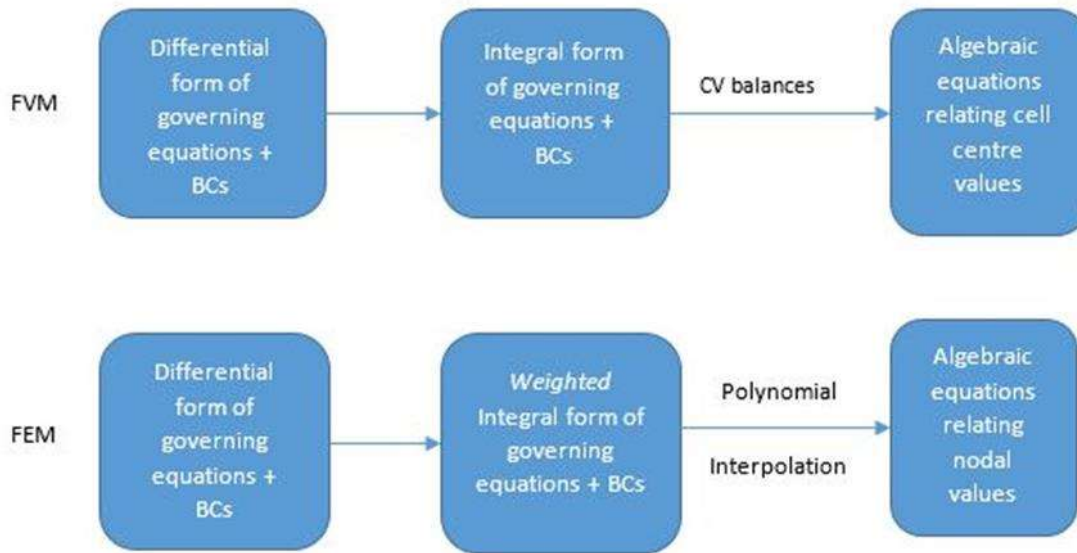 FVM
Differential
form of
governing
equations +
BCs
Integral form
of governing
equations +
BCs
CV balances
Algebraic
equations
relating cell
centre
values
FEM
Differential
form of
governing
equations +
BCs
Weighted
Integral form of
governing
equations + BCs
Polynomial
Interpolation
Algebraic
equations
relating
nodal
values